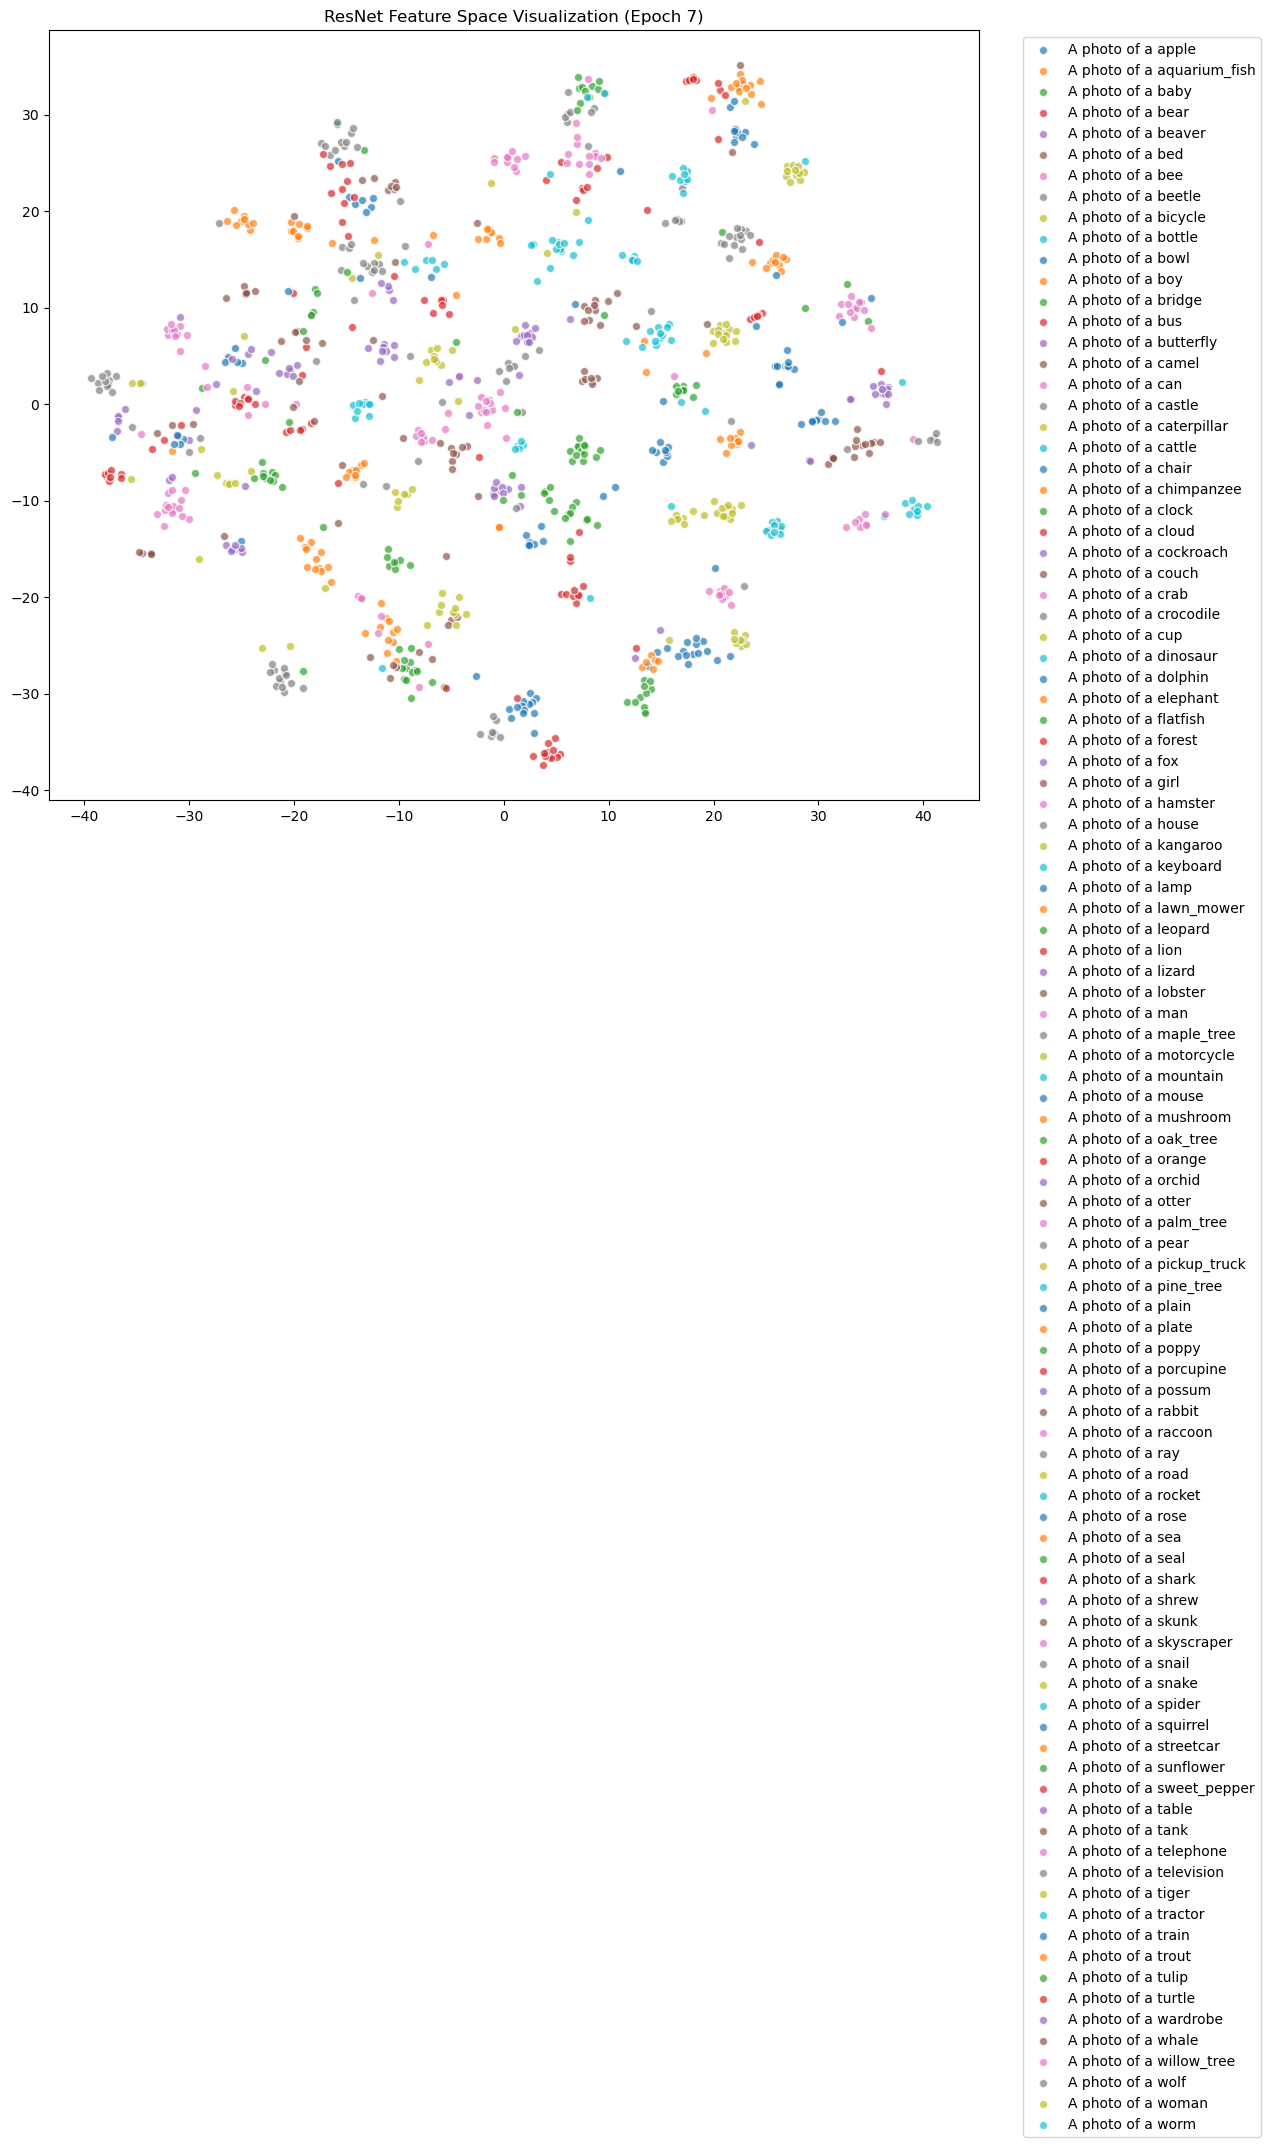 ResNet Feature Space Visualization (Epoch 7)
30
20
10
0
−10
−20
−30
−40
−40 −30 −20 −10 0 10 20 30 40
A photo of a apple
A photo of a aquarium_fish
A photo of a baby
A photo of a bear
A photo of a beaver
A photo of a bed
A photo of a bee
A photo of a beetle
A photo of a bicycle
A photo of a bottle
A photo of a bowl
A photo of a boy
A photo of a bridge
A photo of a bus
A photo of a butterfly
A photo of a camel
A photo of a can
A photo of a castle
A photo of a caterpillar
A photo of a cattle
A photo of a chair
A photo of a chimpanzee
A photo of a clock
A photo of a cloud
A photo of a cockroach
A photo of a couch
A photo of a crab
A photo of a crocodile
A photo of a cup
A photo of a dinosaur
A photo of a dolphin
A photo of a elephant
A photo of a flatfish
A photo of a forest
A photo of a fox
A photo of a girl
A photo of a hamster
A photo of a house
A photo of a kangaroo
A photo of a keyboard
A photo of a lamp
A photo of a lawn_mower
A photo of a leopard
A photo of a lion
A photo of a lizard
A photo of a lobster
A photo of a man
A photo of a maple_tree
A photo of a motorcycle
A photo of a mountain
A photo of a mouse
A photo of a mushroom
A photo of a oak_tree
A photo of a orange
A photo of a orchid
A photo of a otter
A photo of a palm_tree
A photo of a pear
A photo of a pickup_truck
A photo of a pine_tree
A photo of a plain
A photo of a plate
A photo of a poppy
A photo of a porcupine
A photo of a possum
A photo of a rabbit
A photo of a raccoon
A photo of a ray
A photo of a road
A photo of a rocket
A photo of a rose
A photo of a sea
A photo of a seal
A photo of a shark
A photo of a shrew
A photo of a skunk
A photo of a skyscraper
A photo of a snail
A photo of a snake
A photo of a spider
A photo of a squirrel
A photo of a streetcar
A photo of a sunflower
A photo of a sweet_pepper
A photo of a table
A photo of a tank
A photo of a telephone
A photo of a television
A photo of a tiger
A photo of a tractor
A photo of a train
A photo of a trout
A photo of a tulip
A photo of a turtle
A photo of a wardrobe
A photo of a whale
A photo of a willow_tree
A photo of a wolf
A photo of a woman
A photo of a worm